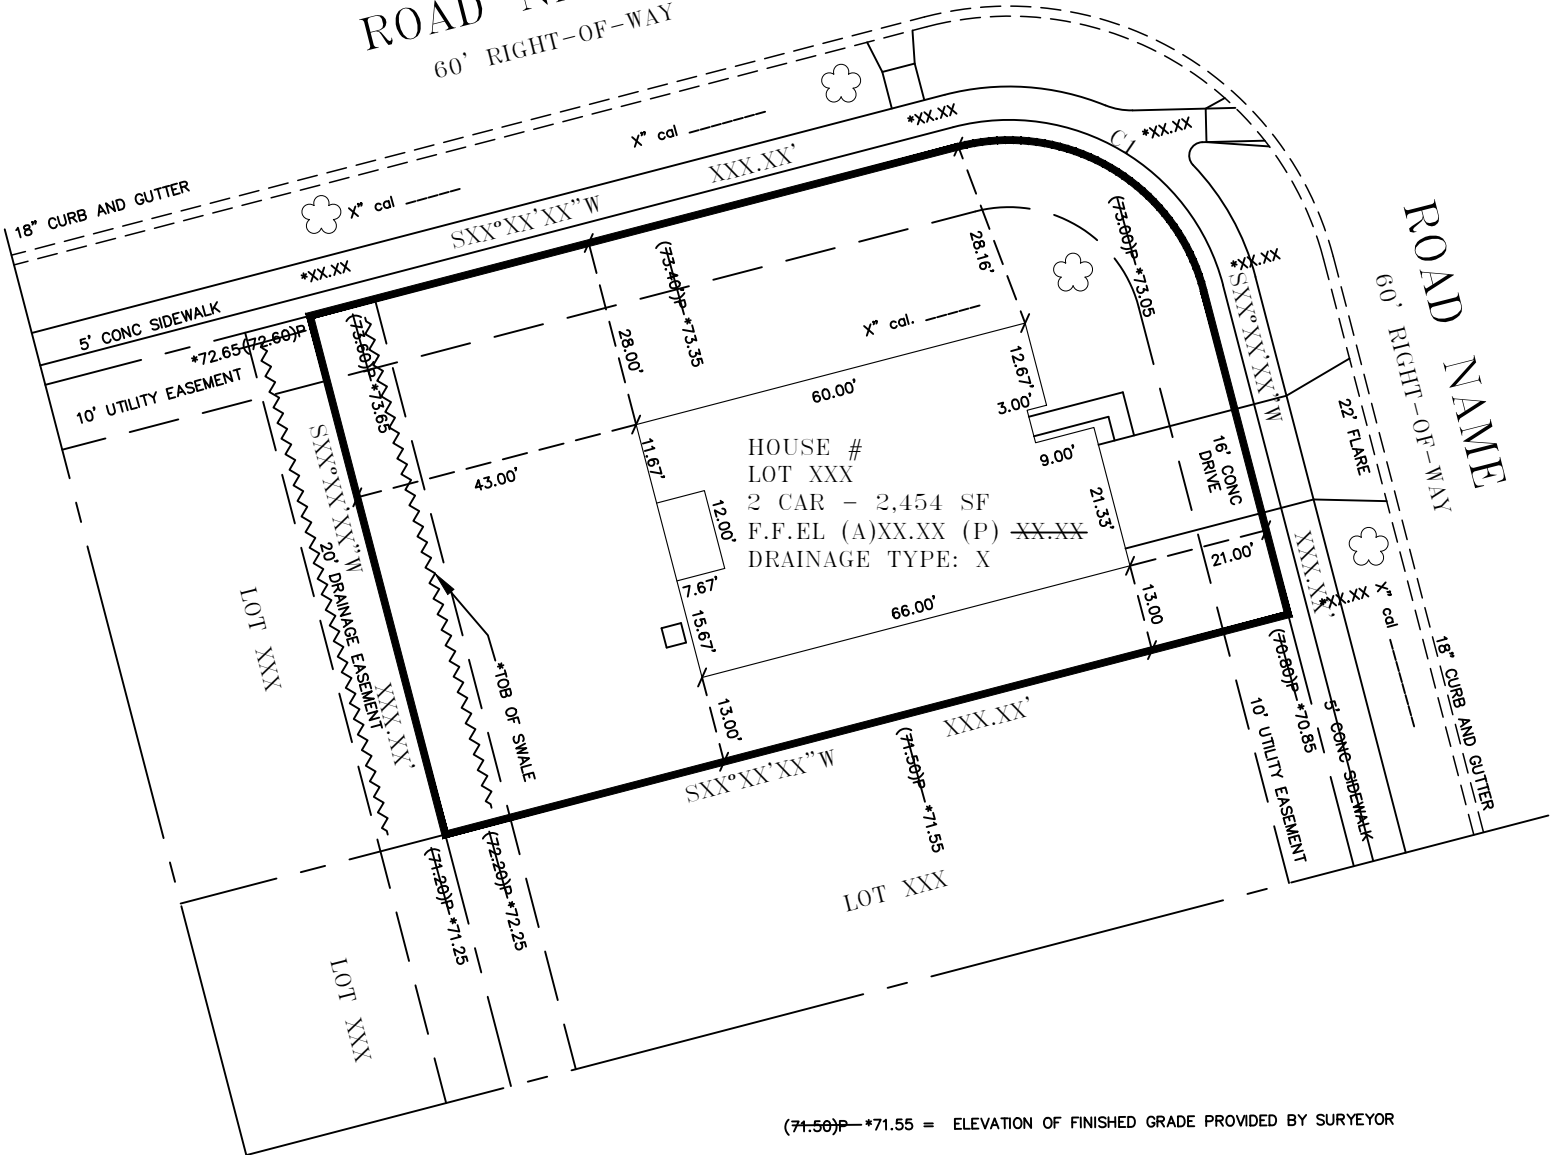 ROAD
60' RIGHT-OF-WAY
18" CURB AND GUTTER
X" cal
X" cal
*XX.XX
*XX.XX
*XX.XX
*XX.XX
5' CONC SIDEWALK
SXX°XX'XX"W
XXX.XX'
C1
*72.65(72.60)P
10' UTILITY EASEMENT
(73.60)P *73.65
(73.40')P *73.35
(73.00)P *73.05
28.00'
28.16'
X" cal.
60.00'
12.67'
3.00'
9.00'
43.00'
11.67'
12.00'
7.67'
15.67'
21.33'
HOUSE #
LOT XXX
2 CAR - 2,454 SF
F.F.EL (A)XX.XX (P) XX.XX
DRAINAGE TYPE: X
16' CONC
DRIVE
22' FLARE
SXX°XX'XX"W
XXX.XX'
ROAD NAME
60' RIGHT-OF-WAY
21.00'
13.00
66.00'
13.00'
SXX°XX'XX"W
XXX.XX'
20' DRAINAGE EASEMENT
LOT XXX
*TOB OF SWALE
SXX°XX'XX"W
XXX.XX'
*XX.XX
X" cal
18" CURB AND GUTTER
5' CONC SIDEWALK
10' UTILITY EASEMENT
(70.80)P *70.85
(71.50)P *71.55
(71.20)P *71.25
(72.20)P *72.25
LOT XXX
LOT XXX
(71.50)P *71.55 = ELEVATION OF FINISHED GRADE PROVIDED BY SURYEYOR